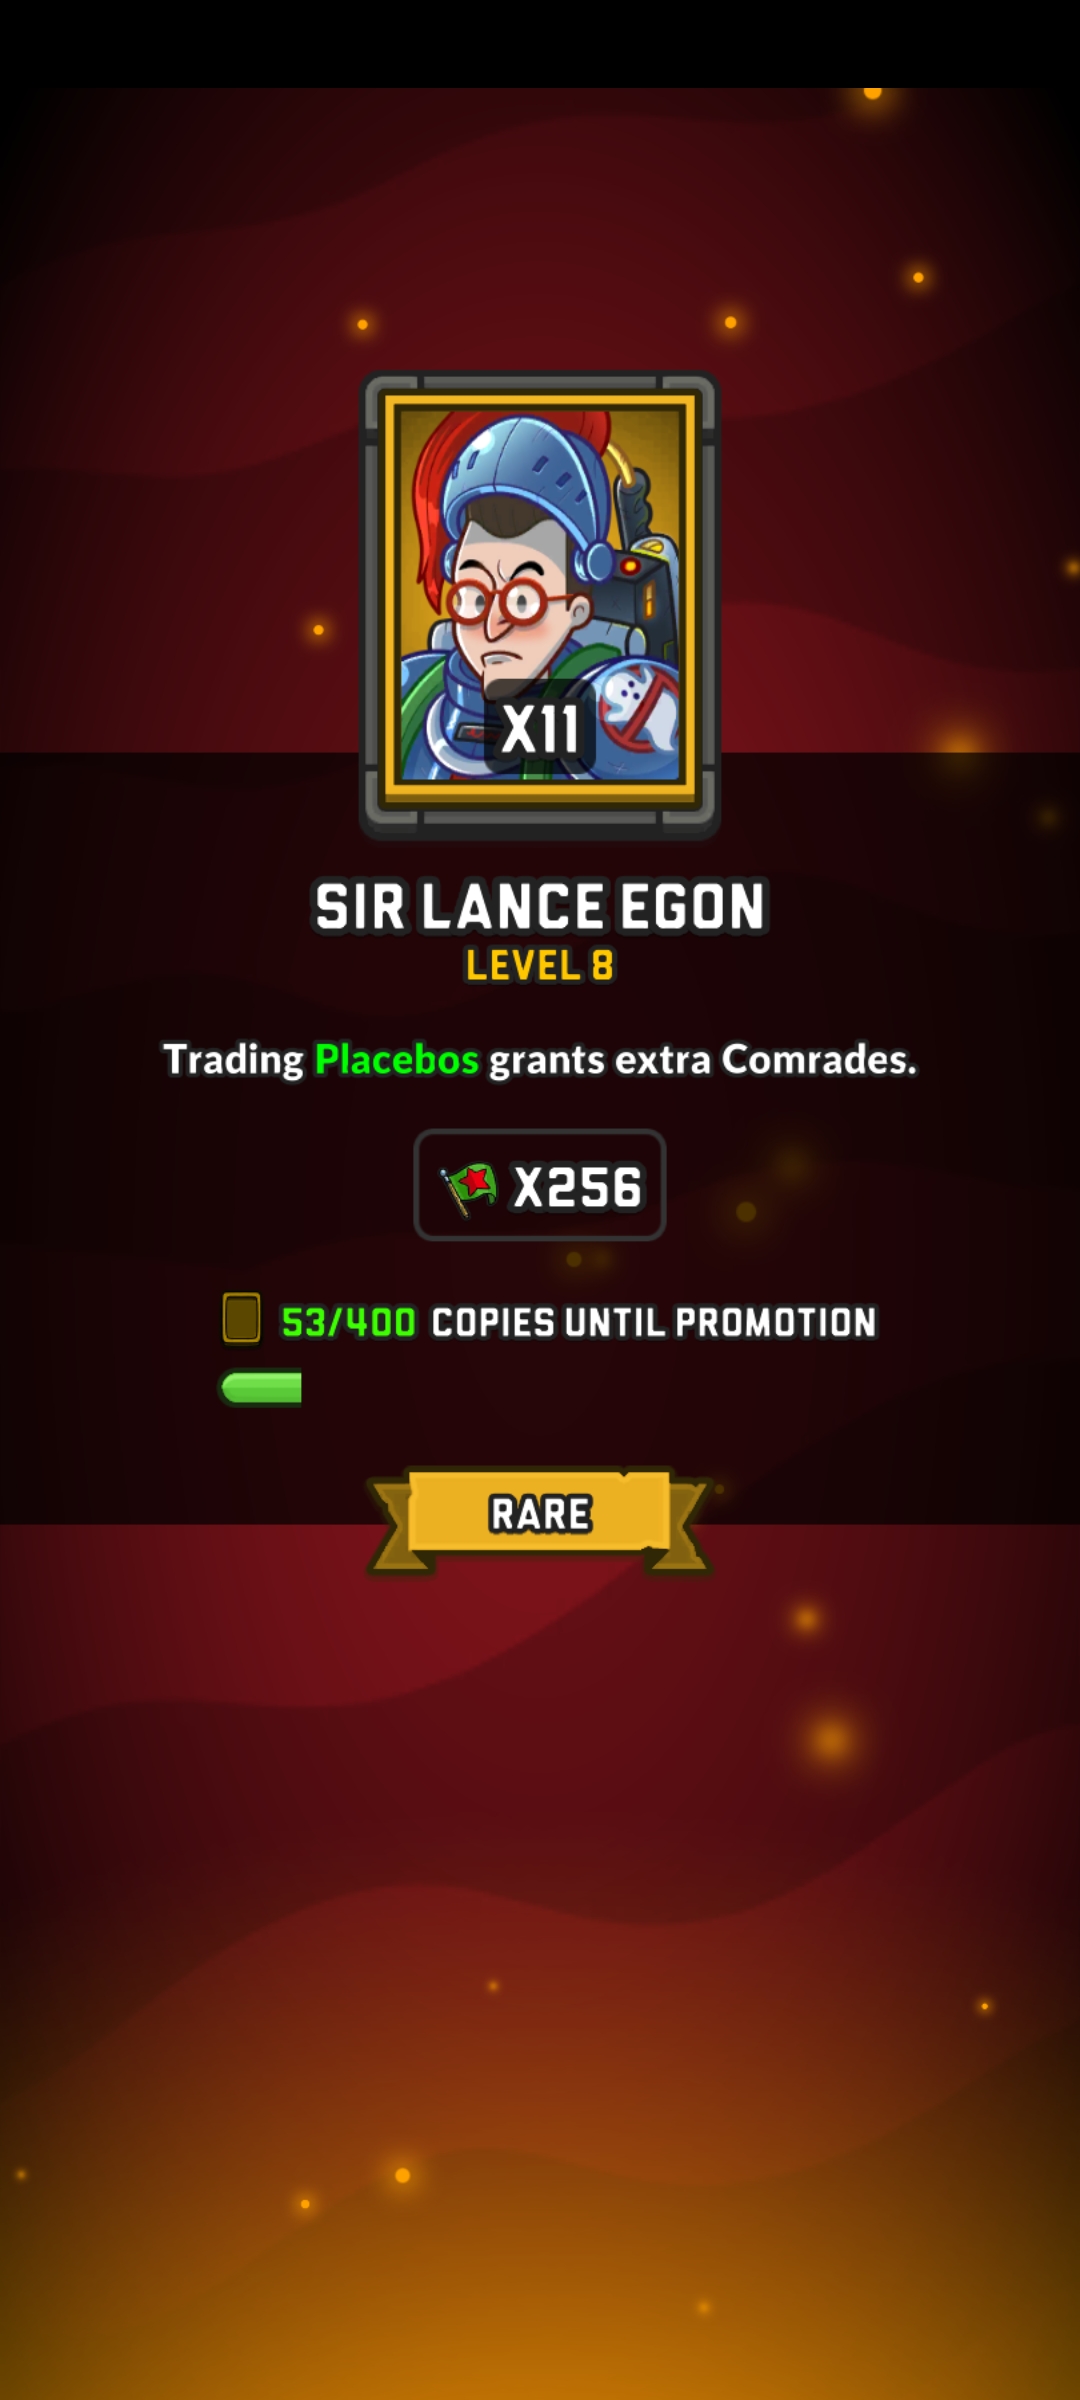 X11
SIR LANCE EGON
LEVEL 8
Trading Placebos grants extra Comrades.
X256
53/400 COPIES UNTIL PROMOTION
RARE